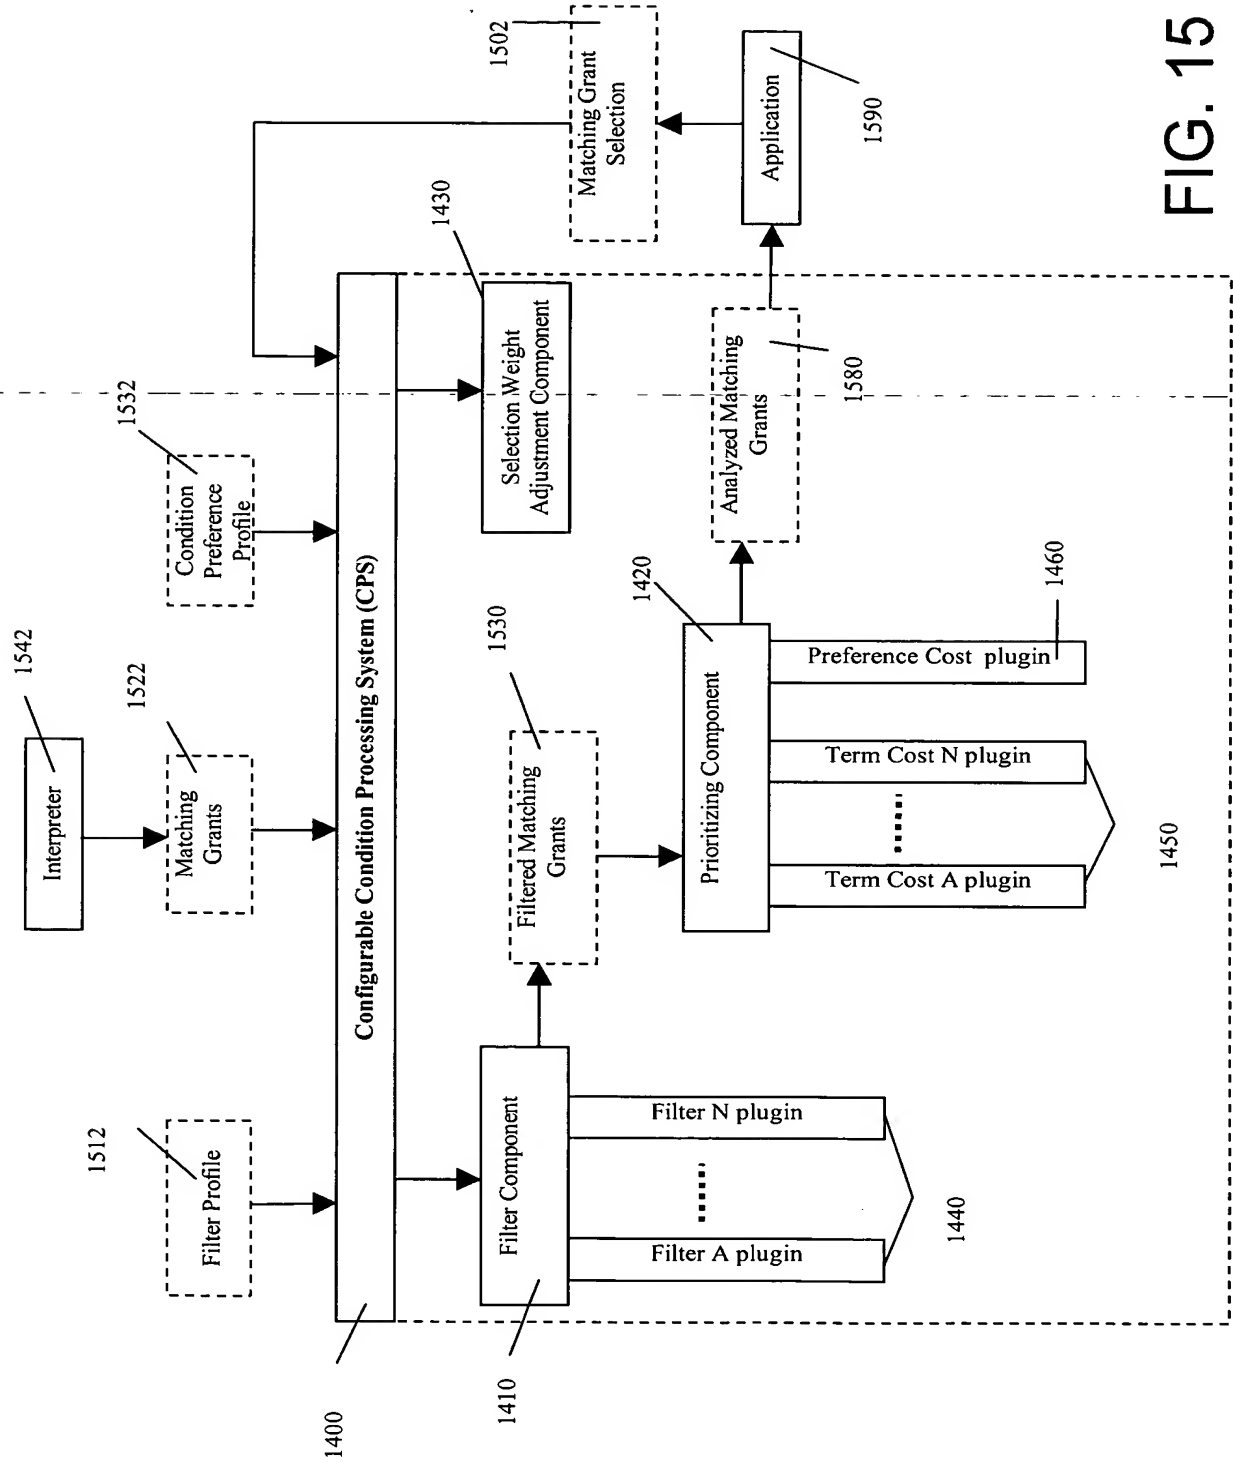 Interpreter
1542
Filter Profile
1512
Matching
Grants
1522
Condition
Preference
Profile
1532
Configurable Condition Processing System (CPS)
1400
Filter Component
1410
Filter A plugin
......
Filter N plugin
1440
Filtered Matching
Grants
1530
Selection Weight
Adjustment Component
1430
Prioritizing Component
1420
Term Cost A plugin
......
Term Cost N plugin
1450
Preference Cost plugin
1460
Analyzed Matching
Grants
1580
Matching Grant
Selection
1502
Application
1590
FIG. 15